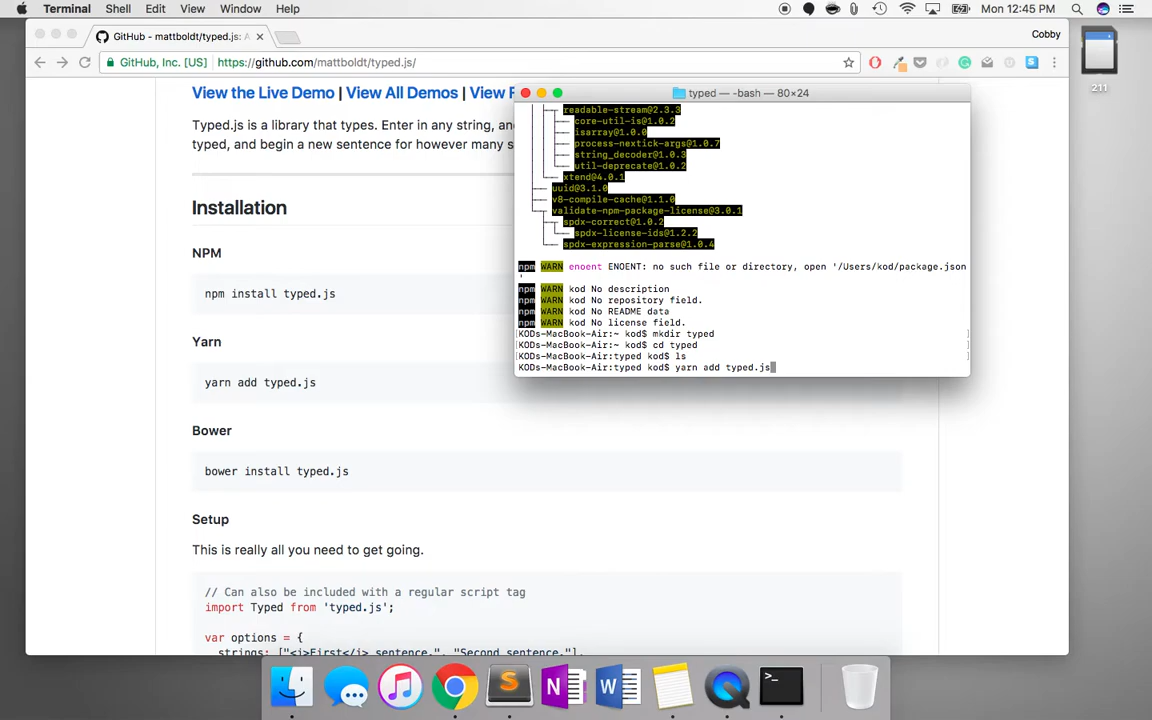 Terminal Shell Edit View Window Help Mon 12:45 PM
GitHub - mattboldt/typed.js: A
Cobby
GitHub, Inc. [US] https://github.com/mattboldt/typed.js/
211
View the Live Demo | View All Demos | View F
Typed.js is a library that types. Enter in any string, an
typed, and begin a new sentence for however many s
Installation
NPM
npm install typed.js
Yarn
yarn add typed.js
Bower
bower install typed.js
Setup
This is really all you need to get going.
// Can also be included with a regular script tag
import Typed from 'typed.js';
var options = {
strings: ["<i>First</i> sentence.", "Second sentence."],
typed — -bash — 80×24
readable-stream@2.3.3
core-util-is@1.0.2
isarray@1.0.0
process-nextick-args@1.0.7
string_decoder@1.0.3
util-deprecate@1.0.2
xtend@4.0.1
uuid@3.1.0
v8-compile-cache@1.1.0
validate-npm-package-license@3.0.1
spdx-correct@1.0.2
spdx-license-ids@1.2.2
spdx-expression-parse@1.0.4
npm WARN enoent ENOENT: no such file or directory, open '/Users/kod/package.json
'
npm WARN kod No description
npm WARN kod No repository field.
npm WARN kod No README data
npm WARN kod No license field.
[KODs-MacBook-Air:~ kod$ mkdir typed ]
[KODs-MacBook-Air:~ kod$ cd typed ]
[KODs-MacBook-Air:typed kod$ ls ]
KODs-MacBook-Air:typed kod$ yarn add typed.js